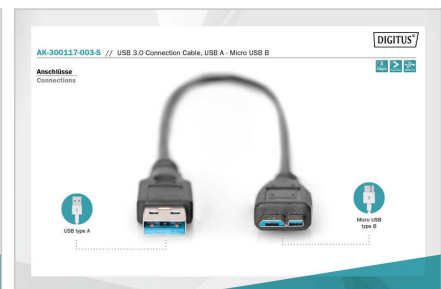 DIGITUS®
AK-300117-003-S // USB 3.0 Connection Cable, USB A - Micro USB B
Anschlüsse
Connections
USB type A
Micro USB
type B